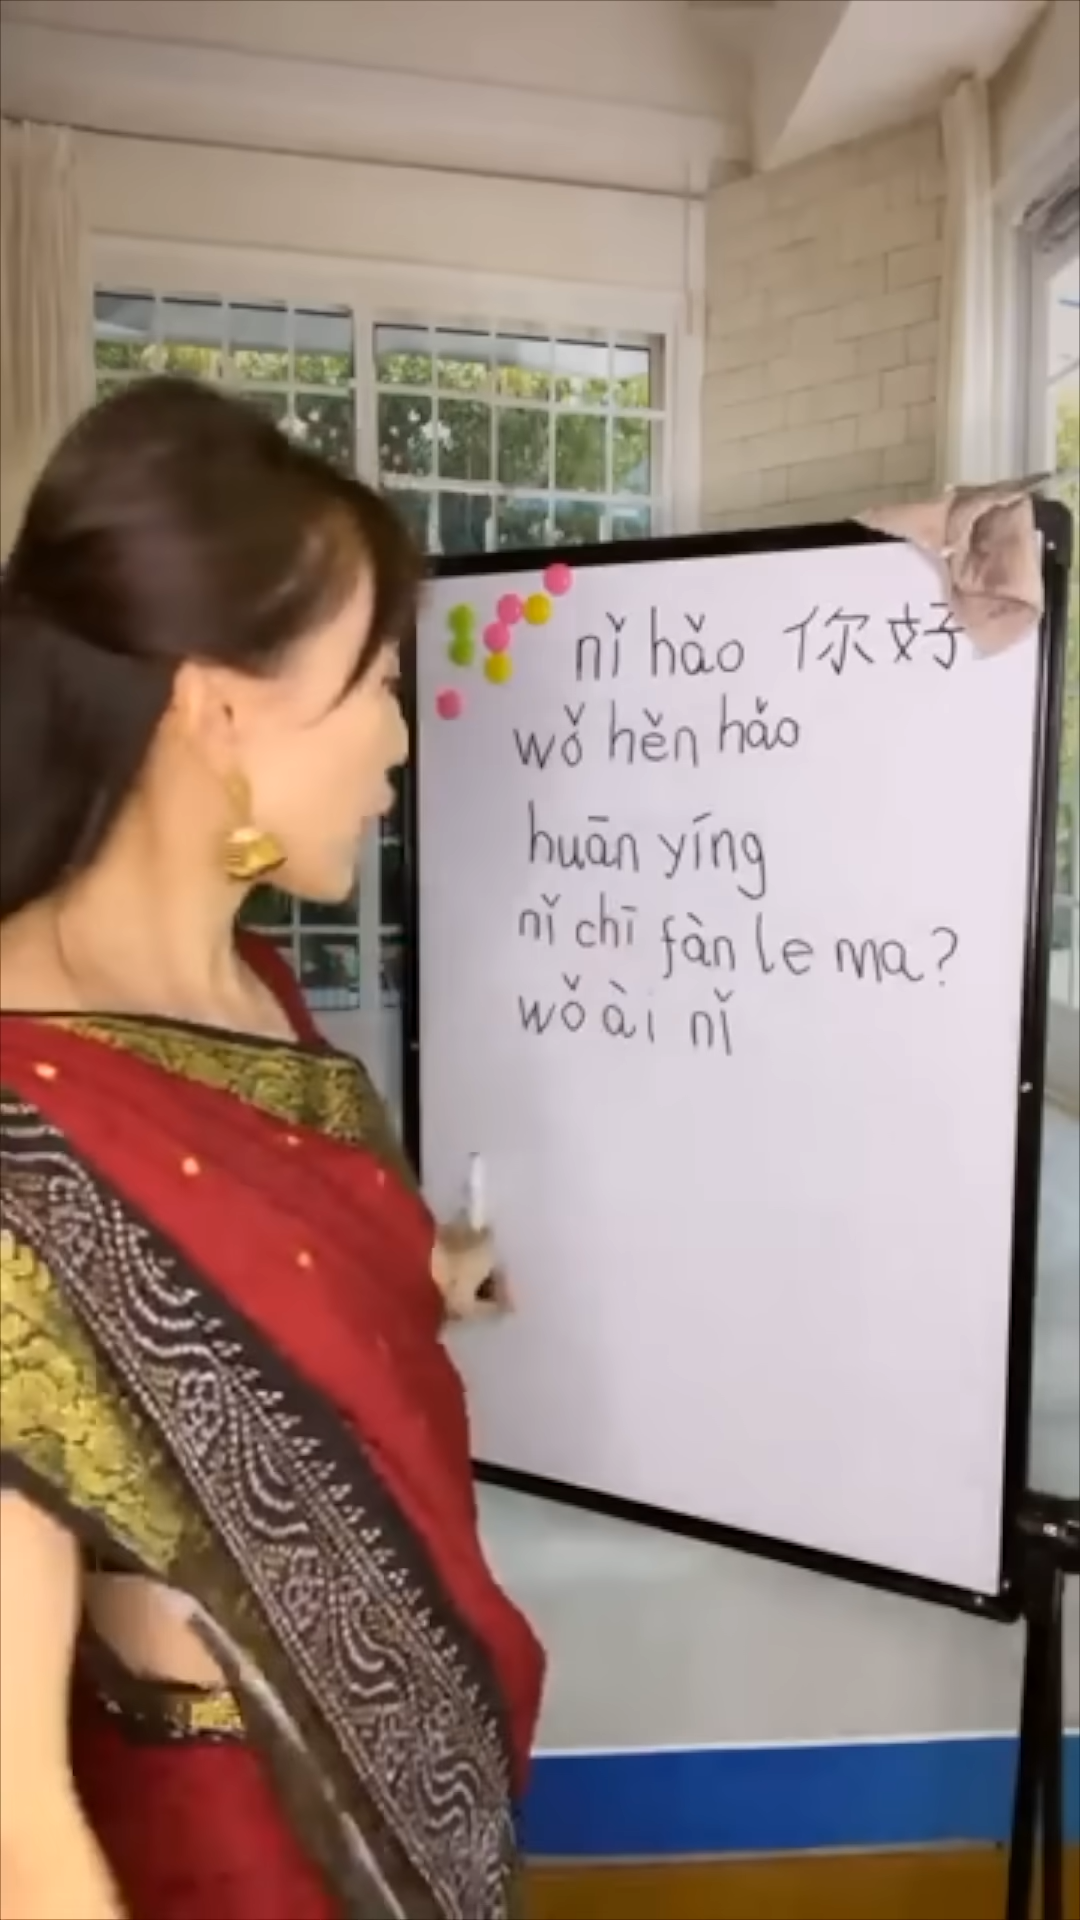 nǐ hǎo 你好
wǒ hěn hǎo
huān yíng
nǐ chī fàn le ma?
wǒ ài nǐ